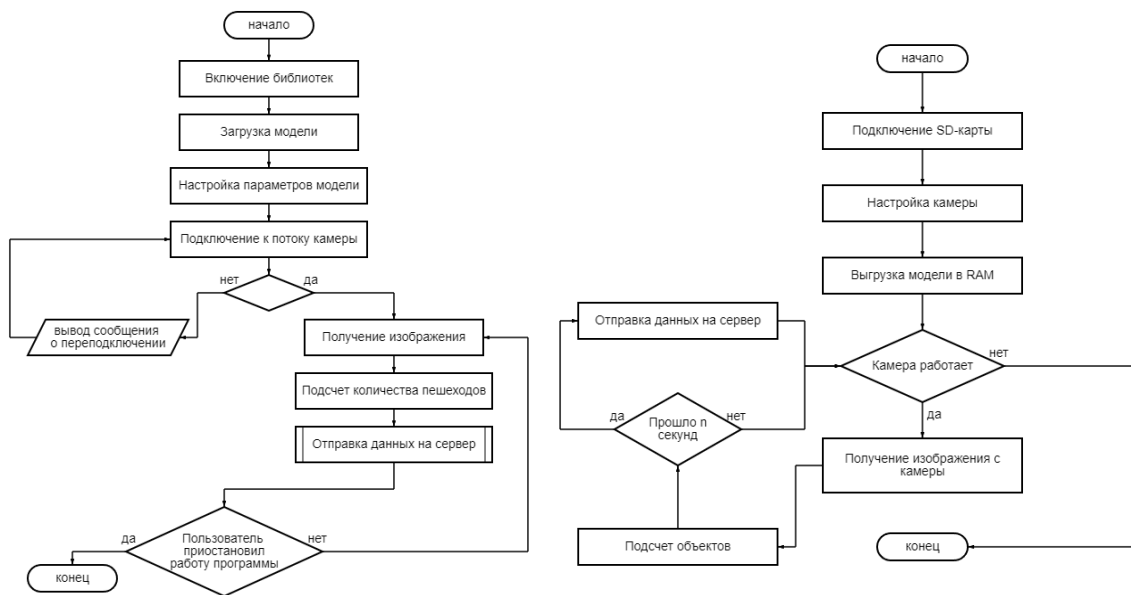 начало
Включение библиотек
Загрузка модели
Настройка параметров модели
Подключение к потоку камеры
нет
да
вывод сообщения
о переподключении
Получение изображения
Подсчет количества пешеходов
Отправка данных на сервер
Пользователь
приостановил
работу программы
да
нет
конец
начало
Подключение SD-карты
Настройка камеры
Выгрузка модели в RAM
Отправка данных на сервер
Камера работает
нет
да
Прошло n
секунд
да
нет
Получение изображения с
камеры
Подсчет объектов
конец